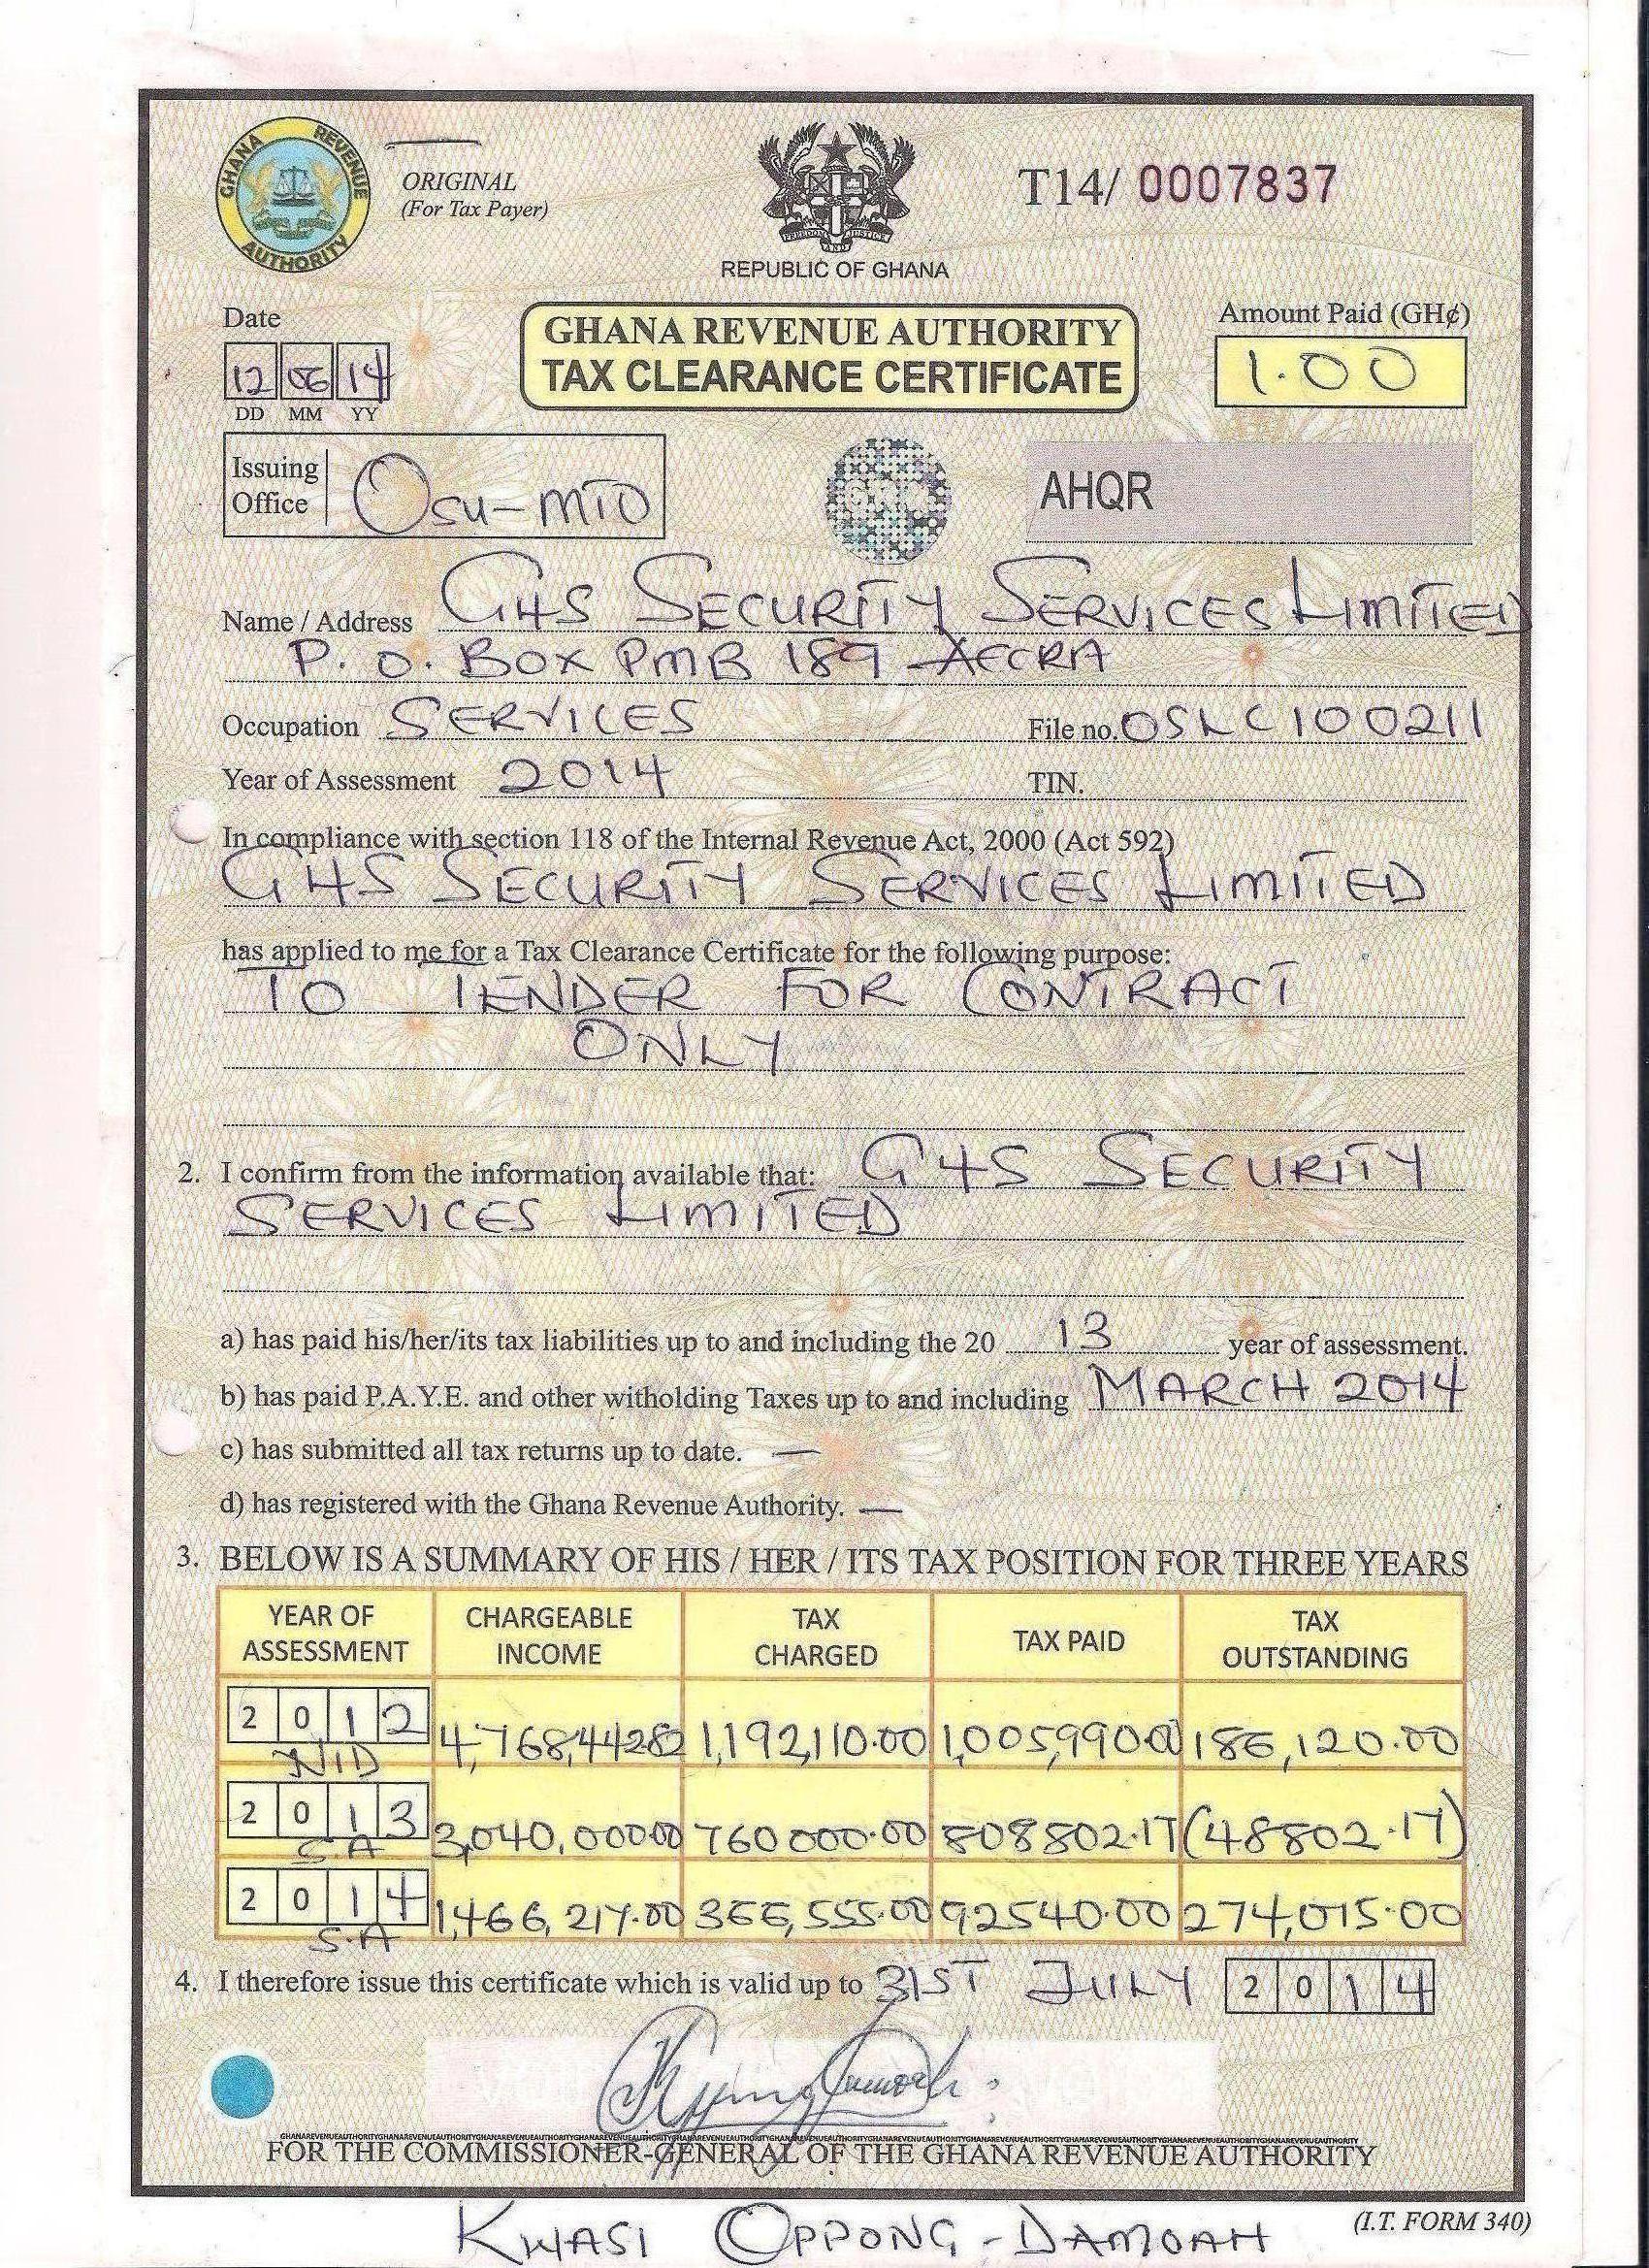 GHANA REVENUE AUTHORITY
ORIGINAL
(For Tax Payer)
FREEDOM AND JUSTICE
REPUBLIC OF GHANA
T14/ 0007837
Date
12 06 14
DD MM YY
GHANA REVENUE AUTHORITY
TAX CLEARANCE CERTIFICATE
Amount Paid (GH¢)
1.00
Issuing Office OSU-MTO
AHQR
Name / Address G4S SECURITY SERVICES LIMITED
P. O. BOX PMB 189 ACCRA
Occupation SERVICES File no. OSLC100211
Year of Assessment 2014 TIN.
In compliance with section 118 of the Internal Revenue Act, 2000 (Act 592)
G4S SECURITY SERVICES LIMITED
has applied to me for a Tax Clearance Certificate for the following purpose:
TO TENDER FOR CONTRACT
ONLY
2. I confirm from the information available that: G4S SECURITY
SERVICES LIMITED
a) has paid his/her/its tax liabilities up to and including the 20 13 year of assessment.
b) has paid P.A.Y.E. and other witholding Taxes up to and including MARCH 2014
c) has submitted all tax returns up to date. —
d) has registered with the Ghana Revenue Authority. —
3. BELOW IS A SUMMARY OF HIS / HER / ITS TAX POSITION FOR THREE YEARS
YEAR OF ASSESSMENT CHARGEABLE INCOME TAX CHARGED TAX PAID TAX OUTSTANDING
2012 4,768,442.82 1,192,110.00 1,005,990.00 186,120.00
2013 3,040,000.00 760000.00 808802.17 (48802.17)
S.A
2014 1,466,217.00 366,555.00 92540.00 274,015.00
S.A
4. I therefore issue this certificate which is valid up to 31ST JULY 2014
FOR THE COMMISSIONER-GENERAL OF THE GHANA REVENUE AUTHORITY
KWASI OPPONG-DAMOAH
(I.T. FORM 340)